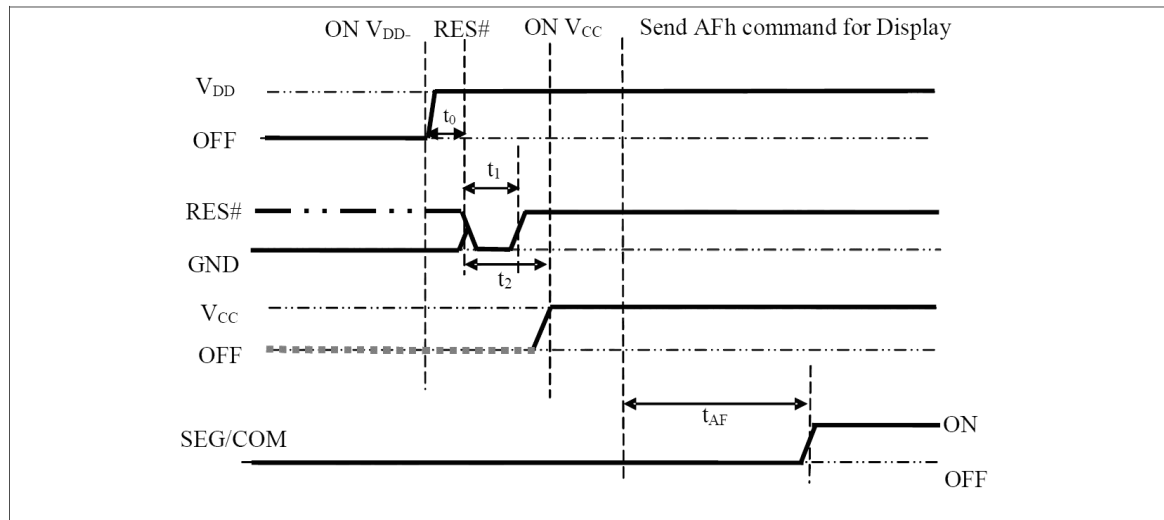 ON VDD- RES# ON VCC Send AFh command for Display
VDD
t0
OFF
t1
RES#
GND
t2
VCC
OFF
tAF
ON
SEG/COM
OFF